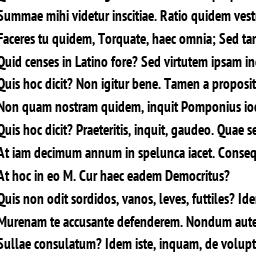 Summae mihi videtur inscitiae. Ratio quidem vest
Faceres tu quidem, Torquate, haec omnia; Sed tar
Quid censes in Latino fore? Sed virtutem ipsam in
Quis hoc dicit? Non igitur bene. Tamen a proposit
Non quam nostram quidem, inquit Pomponius io
Quis hoc dicit? Praeteritis, inquit, gaudeo. Quae se
At iam decimum annum in spelunca iacet. Conseq
At hoc in eo M. Cur haec eadem Democritus?
Quis non odit sordidos, vanos, leves, futtiles? Ide
Murenam te accusante defenderem. Nondum aute
Sullae consulatum? Idem iste, inquam, de volupt